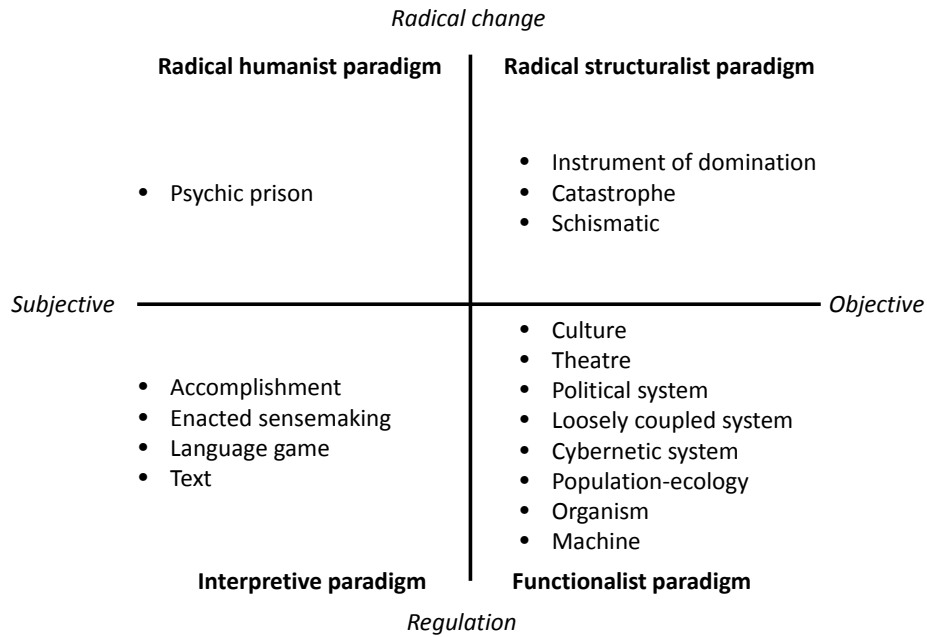 Radical change
Radical humanist paradigm
Radical structuralist paradigm
• Psychic prison
• Instrument of domination
• Catastrophe
• Schismatic
Subjective
Objective
• Accomplishment
• Enacted sensemaking
• Language game
• Text
• Culture
• Theatre
• Political system
• Loosely coupled system
• Cybernetic system
• Population-ecology
• Organism
• Machine
Interpretive paradigm
Functionalist paradigm
Regulation